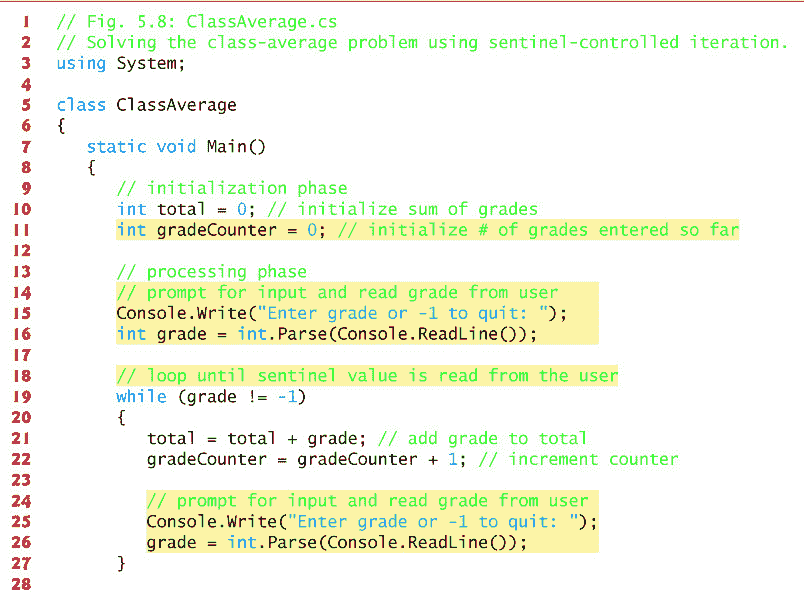 1 // Fig. 5.8: ClassAverage.cs
2 // Solving the class-average problem using sentinel-controlled iteration.
3 using System;
4
5 class ClassAverage
6 {
7 static void Main()
8 {
9 // initialization phase
10 int total = 0; // initialize sum of grades
11 int gradeCounter = 0; // initialize # of grades entered so far
12
13 // processing phase
14 // prompt for input and read grade from user
15 Console.Write("Enter grade or -1 to quit: ");
16 int grade = int.Parse(Console.ReadLine());
17
18 // loop until sentinel value is read from the user
19 while (grade != -1)
20 {
21 total = total + grade; // add grade to total
22 gradeCounter = gradeCounter + 1; // increment counter
23
24 // prompt for input and read grade from user
25 Console.Write("Enter grade or -1 to quit: ");
26 grade = int.Parse(Console.ReadLine());
27 }
28